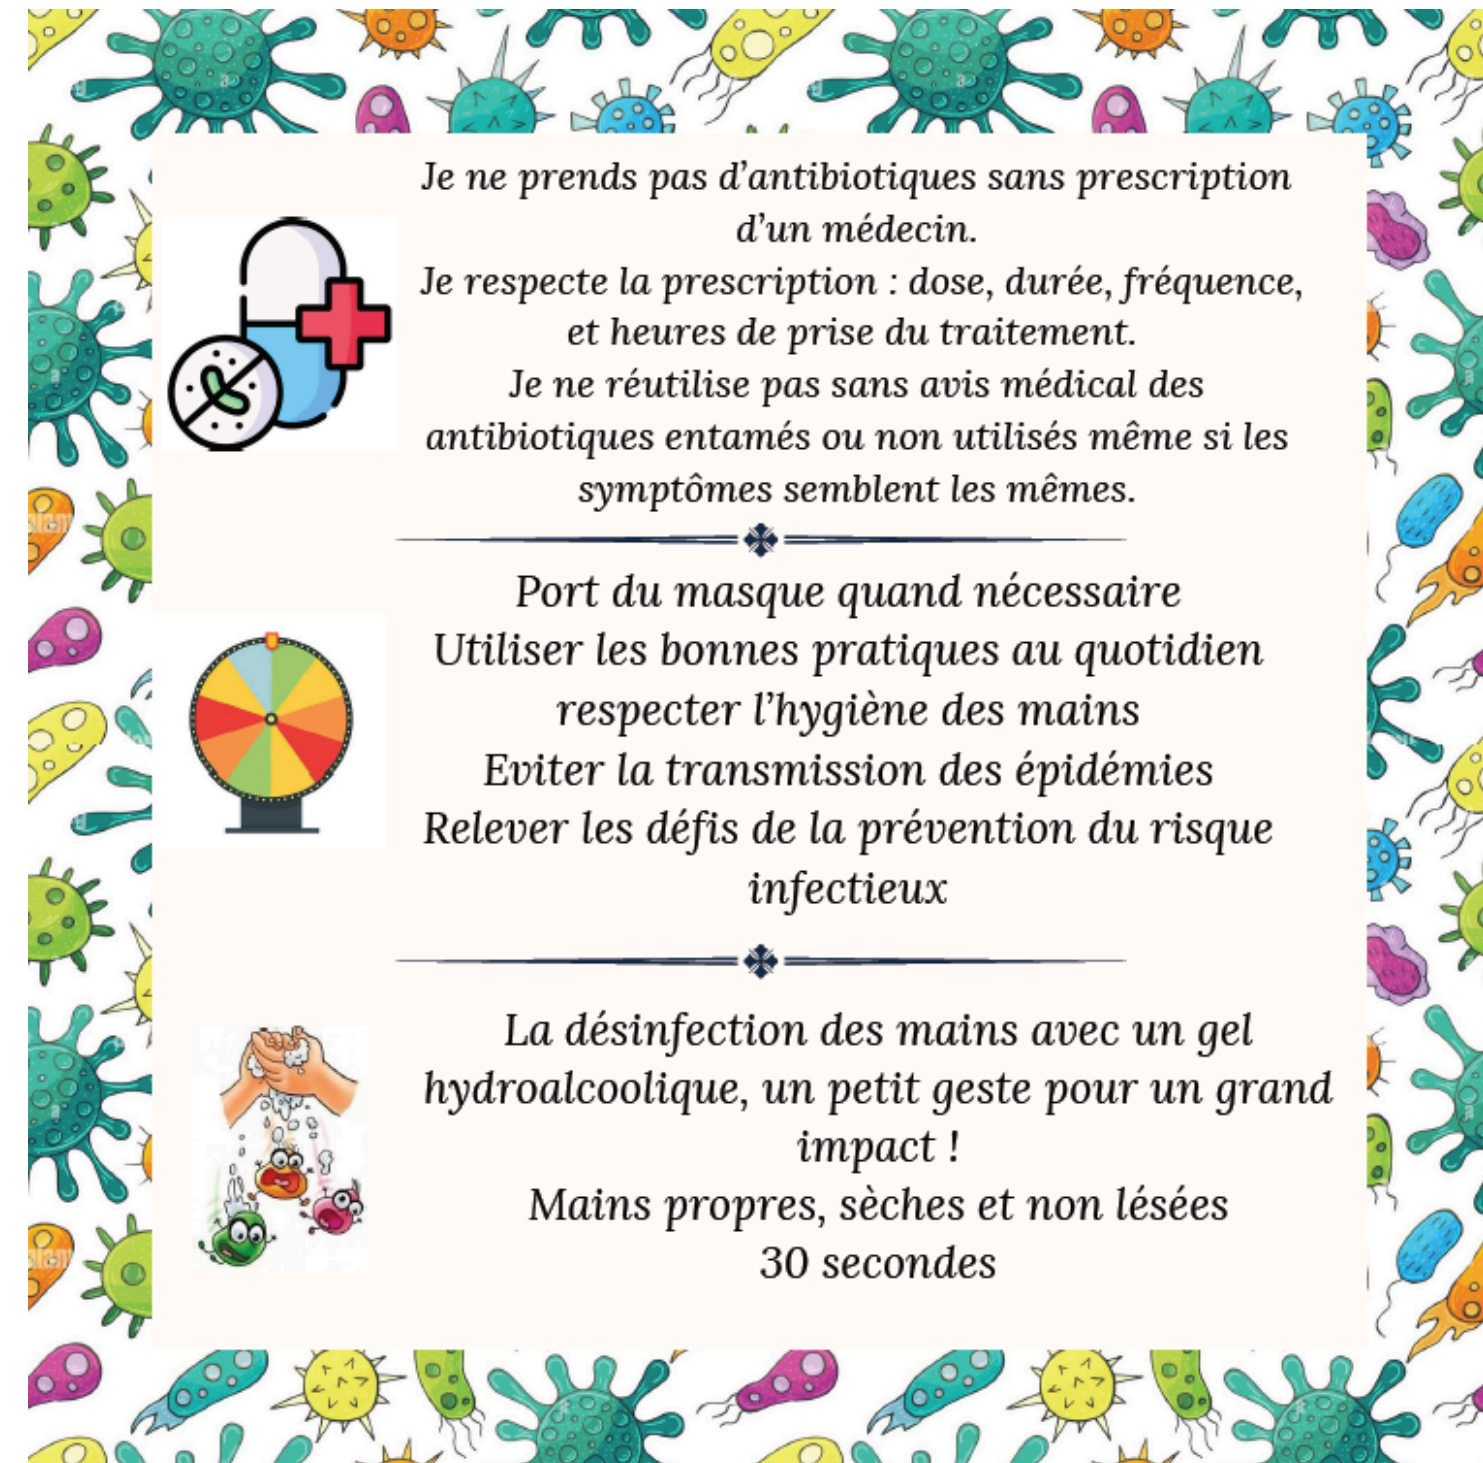 Je ne prends pas d'antibiotiques sans prescription
d'un médecin.
Je respecte la prescription : dose, durée, fréquence,
et heures de prise du traitement.
Je ne réutilise pas sans avis médical des
antibiotiques entamés ou non utilisés même si les
symptômes semblent les mêmes.
Port du masque quand nécessaire
Utiliser les bonnes pratiques au quotidien
respecter l'hygiène des mains
Eviter la transmission des épidémies
Relever les défis de la prévention du risque
infectieux
La désinfection des mains avec un gel
hydroalcoolique, un petit geste pour un grand
impact !
Mains propres, sèches et non lésées
30 secondes